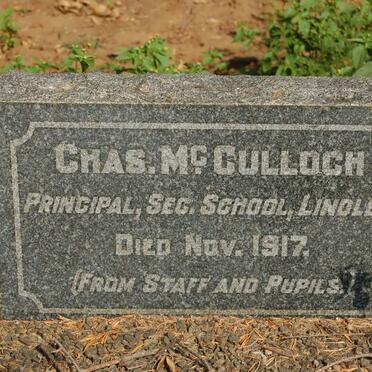 CHAS. MCCULLOCH
PRINCIPAL, SEC. SCHOOL, LINDLE
DIED NOV. 1917.
(FROM STAFF AND PUPILS)